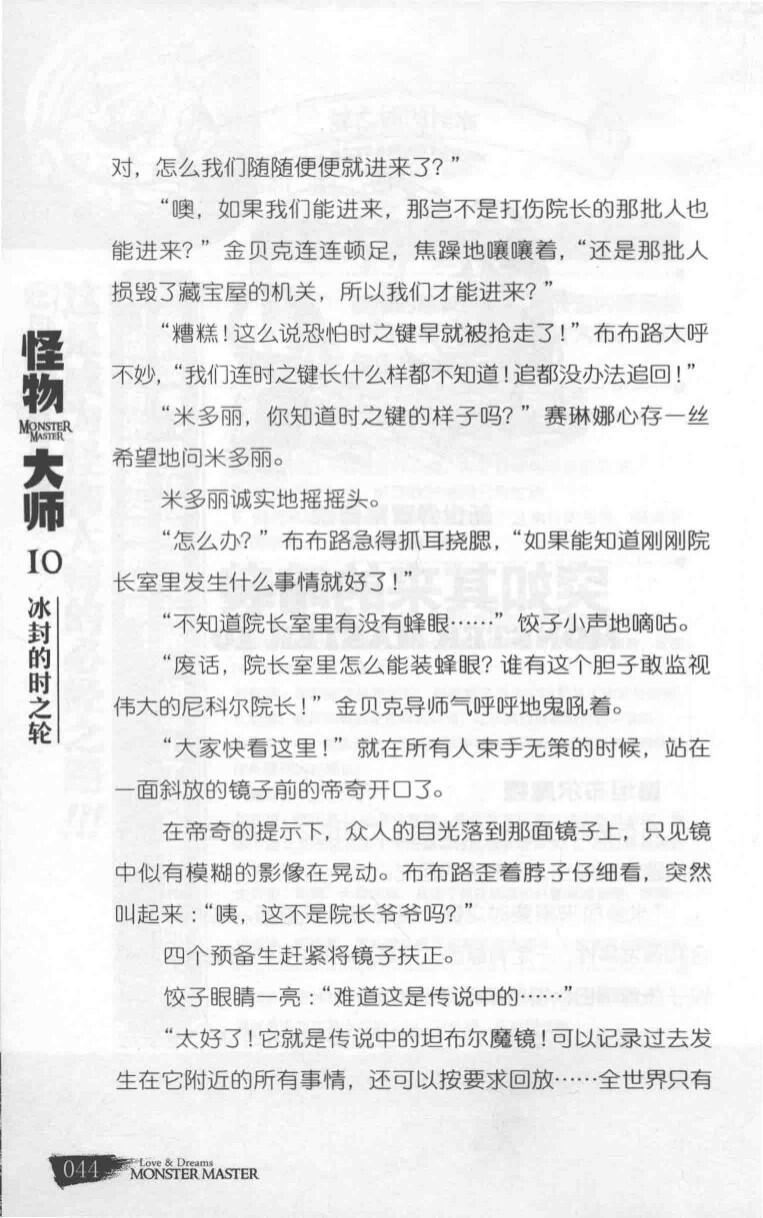 对，怎么我们随随便便就进来了？”
“噢，如果我们能进来，那岂不是打伤院长的那批人也
能进来？”金贝克连连顿足，焦躁地嚷嚷着，“还是那批人
损毁了藏宝屋的机关，所以我们才能进来？”
“糟糕！这么说恐怕时之键早就被抢走了！”布布路大呼
不妙，“我们连时之键长什么样都不知道！追都没办法追回！”
“米多丽，你知道时之键的样子吗？”赛琳娜心存一丝
希望地问米多丽。
米多丽诚实地摇摇头。
“怎么办？”布布路急得抓耳挠腮，“如果能知道刚刚院
长室里发生什么事情就好了！”
“不知道院长室里有没有蜂眼……”饺子小声地嘀咕。
“废话，院长室里怎么能装蜂眼？谁有这个胆子敢监视
伟大的尼科尔院长！”金贝克导师气呼呼地鬼吼着。
“大家快看这里！”就在所有人束手无策的时候，站在
一面斜放的镜子前的帝奇开口了。
在帝奇的提示下，众人的目光落到那面镜子上，只见镜
中似有模糊的影像在晃动。布布路歪着脖子仔细看，突然
叫起来：“咦，这不是院长爷爷吗？”
四个预备生赶紧将镜子扶正。
饺子眼睛一亮：“难道这是传说中的……”
“太好了！它就是传说中的坦布尔魔镜！可以记录过去发
生在它附近的所有事情，还可以按要求回放……全世界只有
怪物
MONSTER
MASTER
大师
10
冰封的时之轮
044
Love & Dreams
MONSTER MASTER